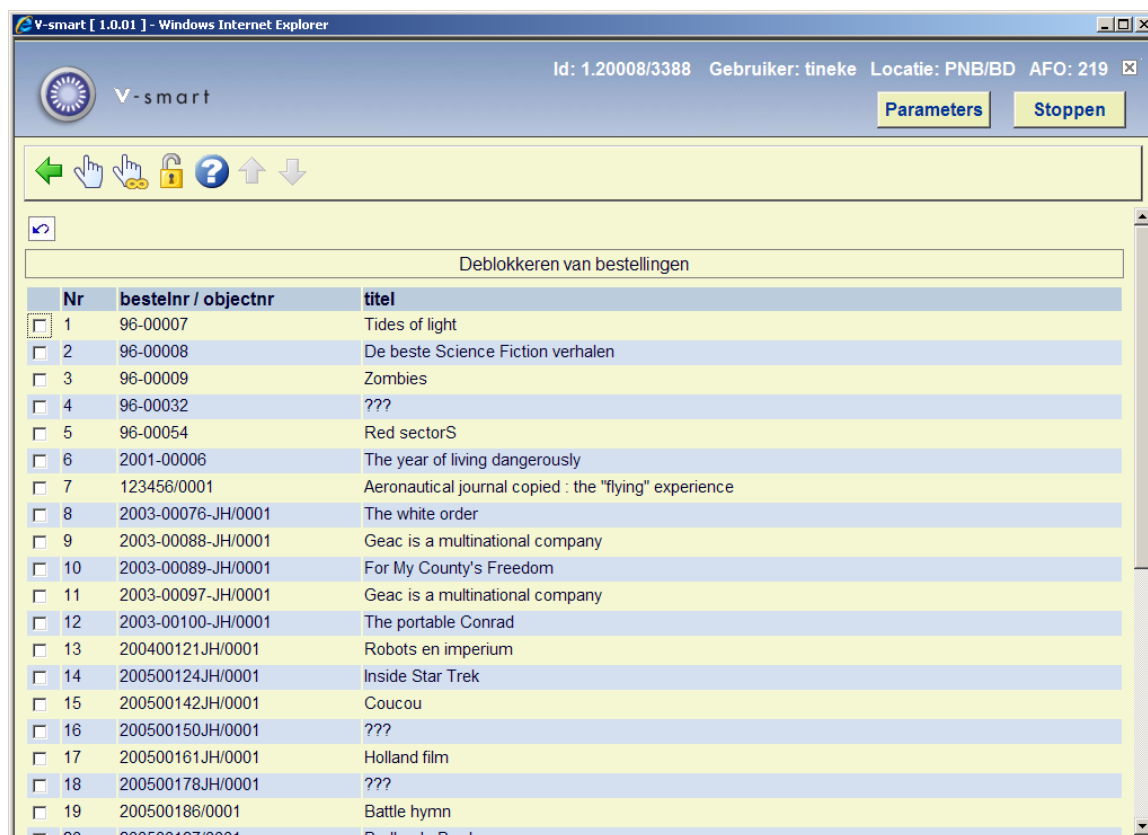 V-smart [ 1.0.01 ] - Windows Internet Explorer
Id: 1.20008/3388 Gebruiker: tineke Locatie: PNB/BD AFO: 219
V-smart
Parameters Stoppen
Deblokkeren van bestellingen
Nr bestelnr / objectnr titel
1 96-00007 Tides of light
2 96-00008 De beste Science Fiction verhalen
3 96-00009 Zombies
4 96-00032 ???
5 96-00054 Red sectorS
6 2001-00006 The year of living dangerously
7 123456/0001 Aeronautical journal copied : the "flying" experience
8 2003-00076-JH/0001 The white order
9 2003-00088-JH/0001 Geac is a multinational company
10 2003-00089-JH/0001 For My County's Freedom
11 2003-00097-JH/0001 Geac is a multinational company
12 2003-00100-JH/0001 The portable Conrad
13 200400121JH/0001 Robots en imperium
14 200500124JH/0001 Inside Star Trek
15 200500142JH/0001 Coucou
16 200500150JH/0001 ???
17 200500161JH/0001 Holland film
18 200500178JH/0001 ???
19 200500186/0001 Battle hymn